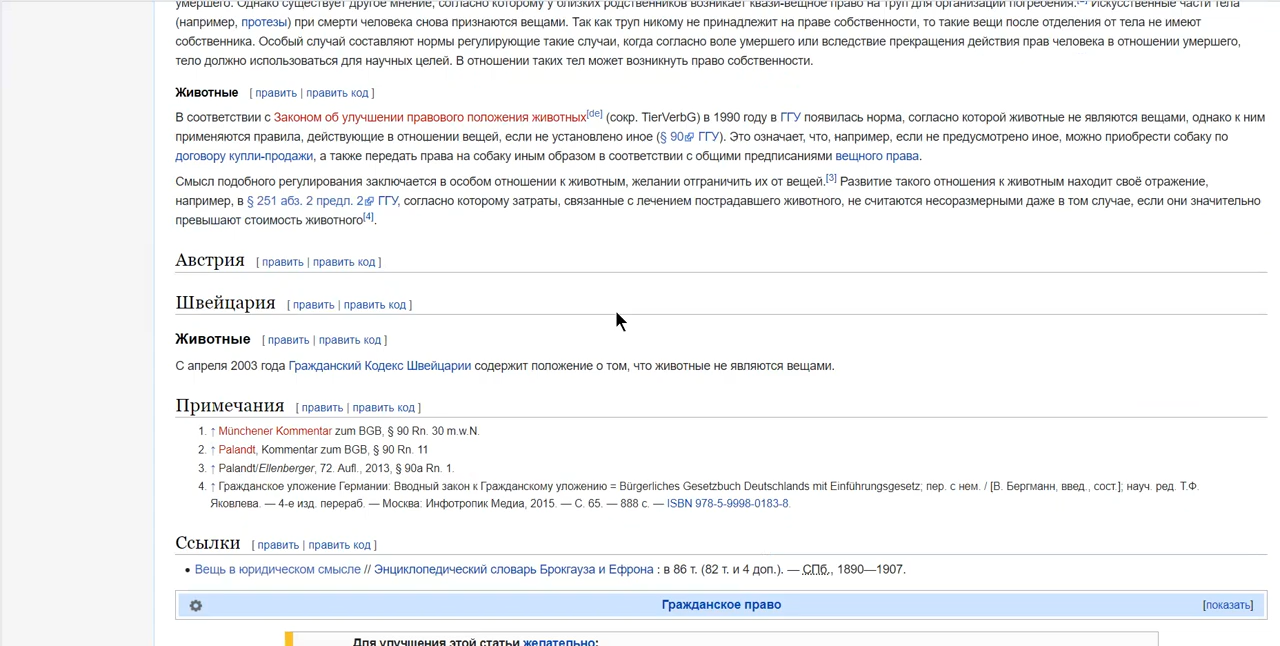 умершего. Однако существует другое мнение, согласно которому у близких родственников возникает квази-вещное право на труп для организации погребения. Искусственные части тела
(например, протезы) при смерти человека снова признаются вещами. Так как труп никому не принадлежит на праве собственности, то такие вещи после отделения от тела не имеют
собственника. Особый случай составляют нормы регулирующие такие случаи, когда согласно воле умершего или вследствие прекращения действия прав человека в отношении умершего,
тело должно использоваться для научных целей. В отношении таких тел может возникнуть право собственности.
Животные [ править | править код ]
В соответствии с Законом об улучшении правового положения животных[de] (сокр. TierVerbG) в 1990 году в ГГУ появилась норма, согласно которой животные не являются вещами, однако к ним
применяются правила, действующие в отношении вещей, если не установлено иное (§ 90 ГГУ). Это означает, что, например, если не предусмотрено иное, можно приобрести собаку по
договору купли-продажи, а также передать права на собаку иным образом в соответствии с общими предписаниями вещного права.
Смысл подобного регулирования заключается в особом отношении к животным, желании отграничить их от вещей.[3] Развитие такого отношения к животным находит своё отражение,
например, в § 251 абз. 2 предл. 2 ГГУ, согласно которому затраты, связанные с лечением пострадавшего животного, не считаются несоразмерными даже в том случае, если они значительно
превышают стоимость животного[4].
Австрия [ править | править код ]
Швейцария [ править | править код ]
Животные [ править | править код ]
С апреля 2003 года Гражданский Кодекс Швейцарии содержит положение о том, что животные не являются вещами.
Примечания [ править | править код ]
1. ↑ Münchener Kommentar zum BGB, § 90 Rn. 30 m.w.N.
2. ↑ Palandt, Kommentar zum BGB, § 90 Rn. 11
3. ↑ Palandt/Ellenberger, 72. Aufl., 2013, § 90a Rn. 1.
4. ↑ Гражданское уложение Германии: Вводный закон к Гражданскому уложению = Bürgerliches Gesetzbuch Deutschlands mit Einführungsgesetz; пер. с нем. / [В. Бергманн, введ., сост.]; науч. ред. Т.Ф.
Яковлева. — 4-е изд. перераб. — Москва: Инфотропик Медиа, 2015. — С. 65. — 888 с. — ISBN 978-5-9998-0183-8.
Ссылки [ править | править код ]
• Вещь в юридическом смысле // Энциклопедический словарь Брокгауза и Ефрона : в 86 т. (82 т. и 4 доп.). — СПб., 1890—1907.
Гражданское право [показать]
Для улучшения этой статьи желательно: